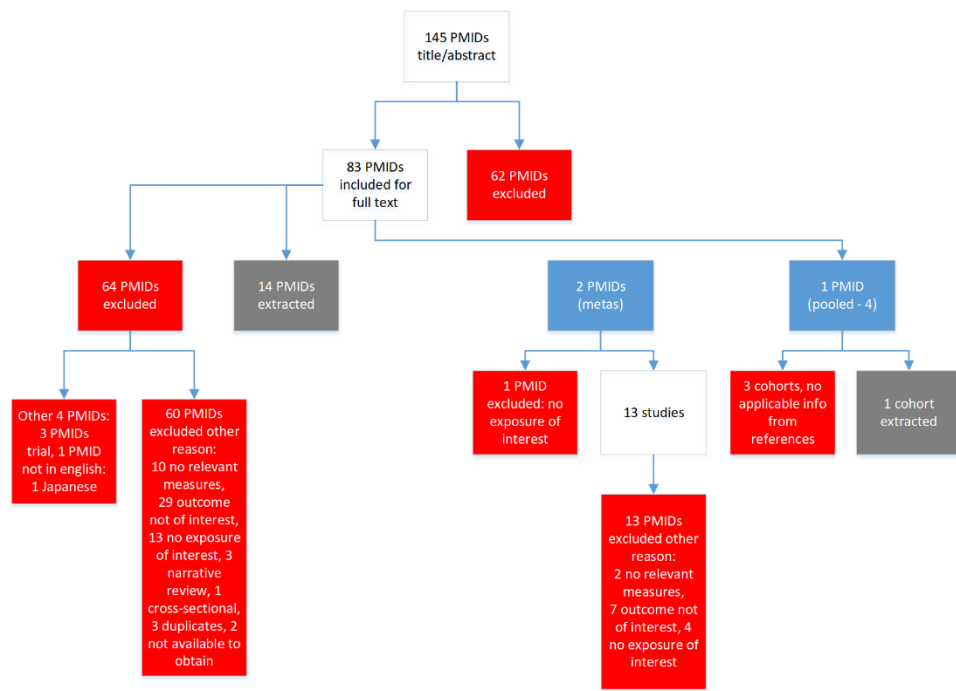 145 PMIDs
title/abstract
83 PMIDs
included for
full text
62 PMIDs
excluded
64 PMIDs
excluded
14 PMIDs
extracted
2 PMIDs
(metas)
1 PMID
(pooled - 4)
Other 4 PMIDs:
3 PMIDs
trial, 1 PMID
not in english:
1 Japanese
60 PMIDs
excluded other
reason:
10 no relevant
measures,
29 outcome
not of interest,
13 no exposure
of interest, 3
narrative
review, 1
cross-sectional,
3 duplicates, 2
not available to
obtain
1 PMID
excluded: no
exposure of
interest
13 studies
3 cohorts, no
applicable info
from
references
1 cohort
extracted
13 PMIDs
excluded other
reason:
2 no relevant
measures,
7 outcome not
of interest, 4
no exposure of
interest